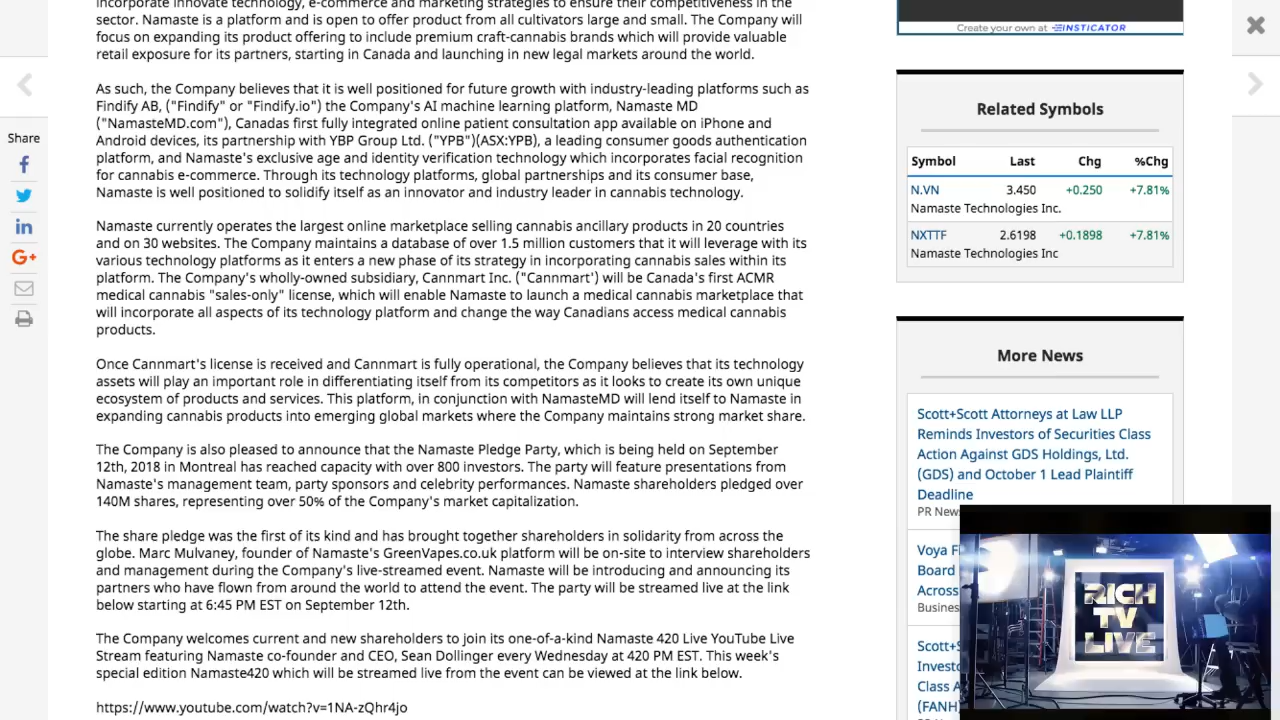 incorporate innovate technology, e-commerce and marketing strategies to ensure their competitiveness in the
sector. Namaste is a platform and is open to offer product from all cultivators large and small. The Company will
focus on expanding its product offering to include premium craft-cannabis brands which will provide valuable
retail exposure for its partners, starting in Canada and launching in new legal markets around the world.
As such, the Company believes that it is well positioned for future growth with industry-leading platforms such as
Findify AB, ("Findify" or "Findify.io") the Company's AI machine learning platform, Namaste MD
("NamasteMD.com"), Canadas first fully integrated online patient consultation app available on iPhone and
Android devices, its partnership with YBP Group Ltd. ("YPB")(ASX:YPB), a leading consumer goods authentication
platform, and Namaste's exclusive age and identity verification technology which incorporates facial recognition
for cannabis e-commerce. Through its technology platforms, global partnerships and its consumer base,
Namaste is well positioned to solidify itself as an innovator and industry leader in cannabis technology.
Namaste currently operates the largest online marketplace selling cannabis ancillary products in 20 countries
and on 30 websites. The Company maintains a database of over 1.5 million customers that it will leverage with its
various technology platforms as it enters a new phase of its strategy in incorporating cannabis sales within its
platform. The Company's wholly-owned subsidiary, Cannmart Inc. ("Cannmart') will be Canada's first ACMR
medical cannabis "sales-only" license, which will enable Namaste to launch a medical cannabis marketplace that
will incorporate all aspects of its technology platform and change the way Canadians access medical cannabis
products.
Once Cannmart's license is received and Cannmart is fully operational, the Company believes that its technology
assets will play an important role in differentiating itself from its competitors as it looks to create its own unique
ecosystem of products and services. This platform, in conjunction with NamasteMD will lend itself to Namaste in
expanding cannabis products into emerging global markets where the Company maintains strong market share.
The Company is also pleased to announce that the Namaste Pledge Party, which is being held on September
12th, 2018 in Montreal has reached capacity with over 800 investors. The party will feature presentations from
Namaste's management team, party sponsors and celebrity performances. Namaste shareholders pledged over
140M shares, representing over 50% of the Company's market capitalization.
The share pledge was the first of its kind and has brought together shareholders in solidarity from across the
globe. Marc Mulvaney, founder of Namaste's GreenVapes.co.uk platform will be on-site to interview shareholders
and management during the Company's live-streamed event. Namaste will be introducing and announcing its
partners who have flown from around the world to attend the event. The party will be streamed live at the link
below starting at 6:45 PM EST on September 12th.
The Company welcomes current and new shareholders to join its one-of-a-kind Namaste 420 Live YouTube Live
Stream featuring Namaste co-founder and CEO, Sean Dollinger every Wednesday at 420 PM EST. This week's
special edition Namaste420 which will be streamed live from the event can be viewed at the link below.
https://www.youtube.com/watch?v=1NA-zQhr4jo
Share
Create your own at INSTICATOR
Related Symbols
Symbol Last Chg %Chg
N.VN 3.450 +0.250 +7.81%
Namaste Technologies Inc.
NXTTF 2.6198 +0.1898 +7.81%
Namaste Technologies Inc
More News
Scott+Scott Attorneys at Law LLP
Reminds Investors of Securities Class
Action Against GDS Holdings, Ltd.
(GDS) and October 1 Lead Plaintiff
Deadline
PR News
Voya F
Board
Across
Busines
Scott+S
Investo
Class A
(FANH)
RICH
TV
LIVE